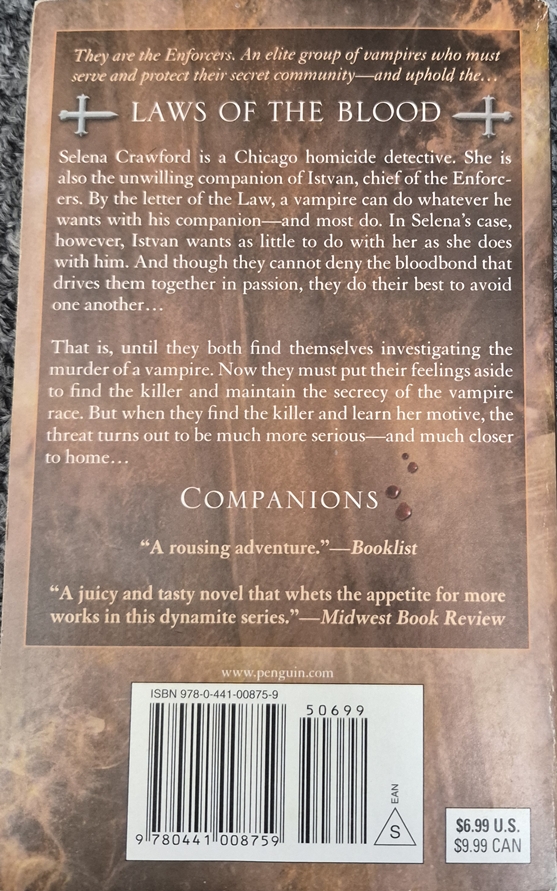 They are the Enforcers. An elite group of vampires who must
serve and protect their secret community—and uphold the…
LAWS OF THE BLOOD
Selena Crawford is a Chicago homicide detective. She is
also the unwilling companion of Istvan, chief of the Enforc-
ers. By the letter of the Law, a vampire can do whatever he
wants with his companion—and most do. In Selena's case,
however, Istvan wants as little to do with her as she does
with him. And though they cannot deny the bloodbond that
drives them together in passion, they do their best to avoid
one another…
That is, until they both find themselves investigating the
murder of a vampire. Now they must put their feelings aside
to find the killer and maintain the secrecy of the vampire
race. But when they find the killer and learn her motive, the
threat turns out to be much more serious—and much closer
to home…
COMPANIONS
“A rousing adventure.”—Booklist
“A juicy and tasty novel that whets the appetite for more
works in this dynamite series.”—Midwest Book Review
www.penguin.com
ISBN 978-0-441-00875-9
50699
9 780441 008759
EAN
S
$6.99 U.S.
$9.99 CAN